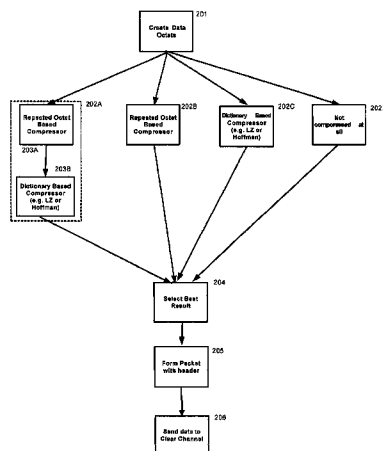 201
Create Data
Octets
202A
Repeated Octet
Based
Compressor
202B
Repeated Octet
Based
Compressor
202C
Dictionary Based
Compressor
(e.g. LZ or
Hoffman)
202
Not
compressed at
all
203A
203B
Dictionary Based
Compressor
(e.g. LZ or
Hoffman)
204
Select Best
Result
205
Form Packet
with header
206
Send data to
Clear Channel